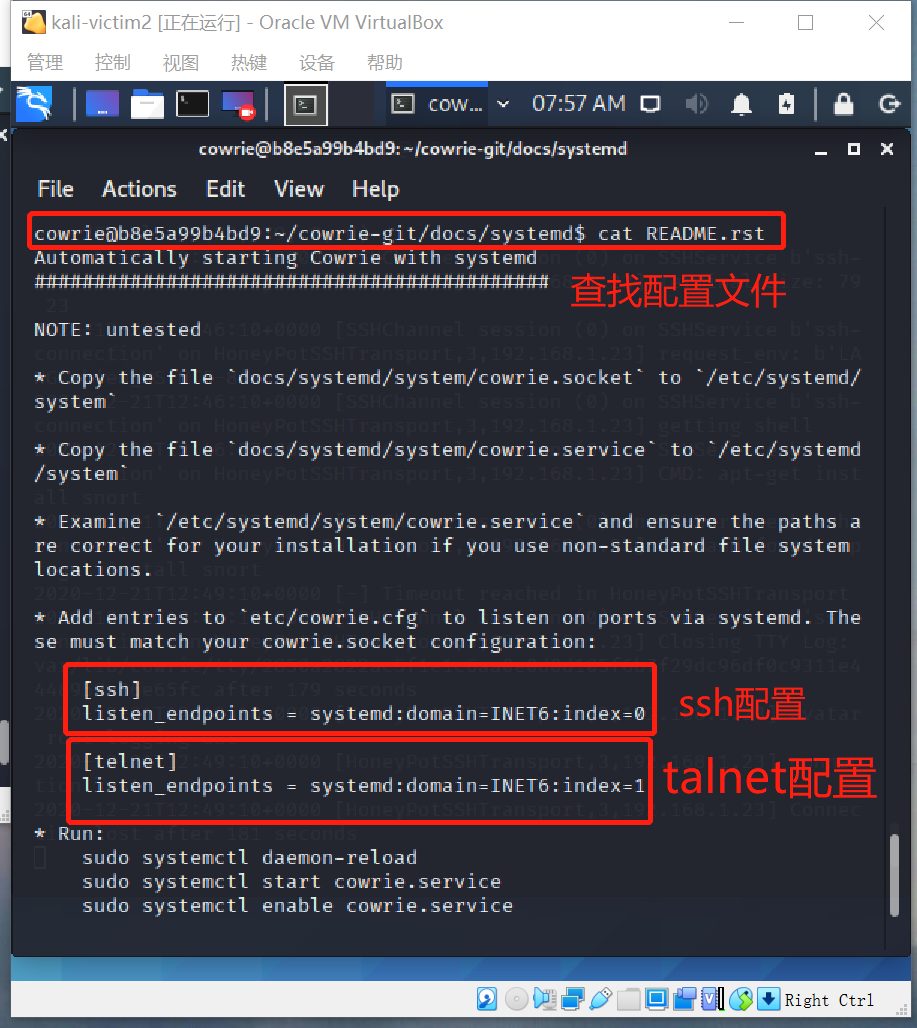 kali-victim2 [正在运行] - Oracle VM VirtualBox
管理 控制 视图 热键 设备 帮助
cow... 07:57 AM
cowrie@b8e5a99b4bd9: ~/cowrie-git/docs/systemd
File Actions Edit View Help
cowrie@b8e5a99b4bd9:~/cowrie-git/docs/systemd$ cat README.rst
Automatically starting Cowrie with systemd
###########################################
查找配置文件
NOTE: untested
* Copy the file `docs/systemd/system/cowrie.socket` to `/etc/systemd/
system`
* Copy the file `docs/systemd/system/cowrie.service` to `/etc/systemd
/system`
* Examine `/etc/systemd/system/cowrie.service` and ensure the paths a
re correct for your installation if you use non-standard file system
locations.
* Add entries to `etc/cowrie.cfg` to listen on ports via systemd. The
se must match your cowrie.socket configuration:
[ssh]
listen_endpoints = systemd:domain=INET6:index=0
ssh配置
[telnet]
listen_endpoints = systemd:domain=INET6:index=1
talnet配置
* Run:
sudo systemctl daemon-reload
sudo systemctl start cowrie.service
sudo systemctl enable cowrie.service
Right Ctrl